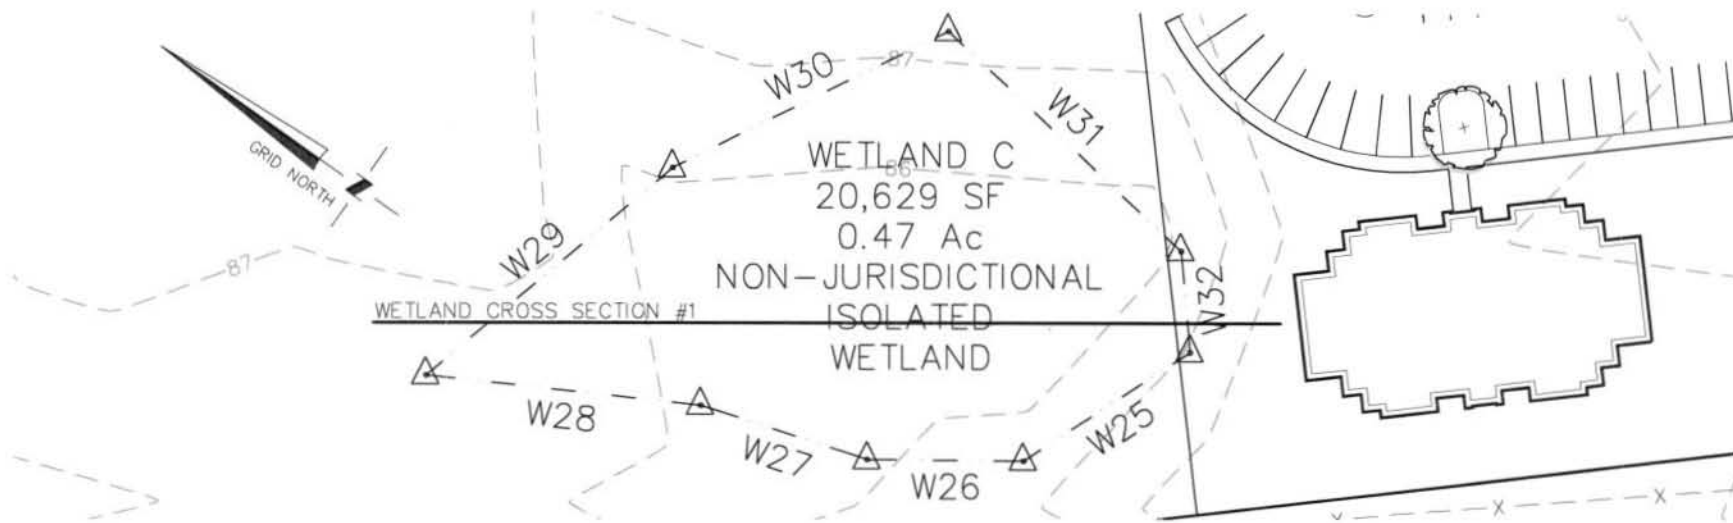 87
W30
W31
GRID NORTH
WETLAND C
86
20,629 SF
0.47 Ac
W29
87
NON-JURISDICTIONAL
WETLAND CROSS SECTION #1
ISOLATED
W32
WETLAND
W28
W25
W27
W26
X
X